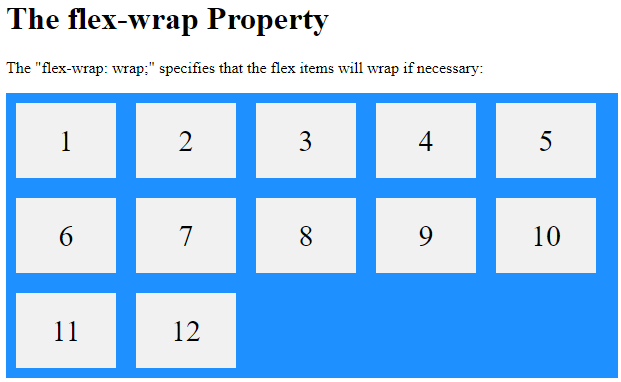 The flex-wrap Property
The "flex-wrap: wrap;" specifies that the flex items will wrap if necessary:
1 2 3 4 5
6 7 8 9 10
11 12